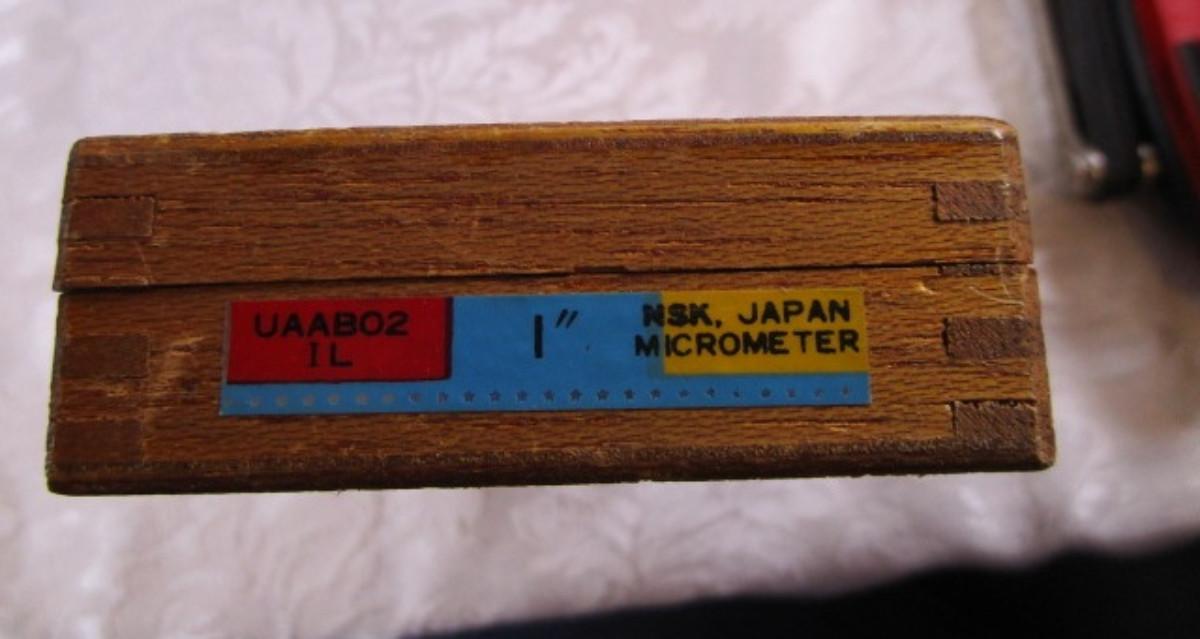 UAAB02
1L
1"
NSK, JAPAN
MICROMETER